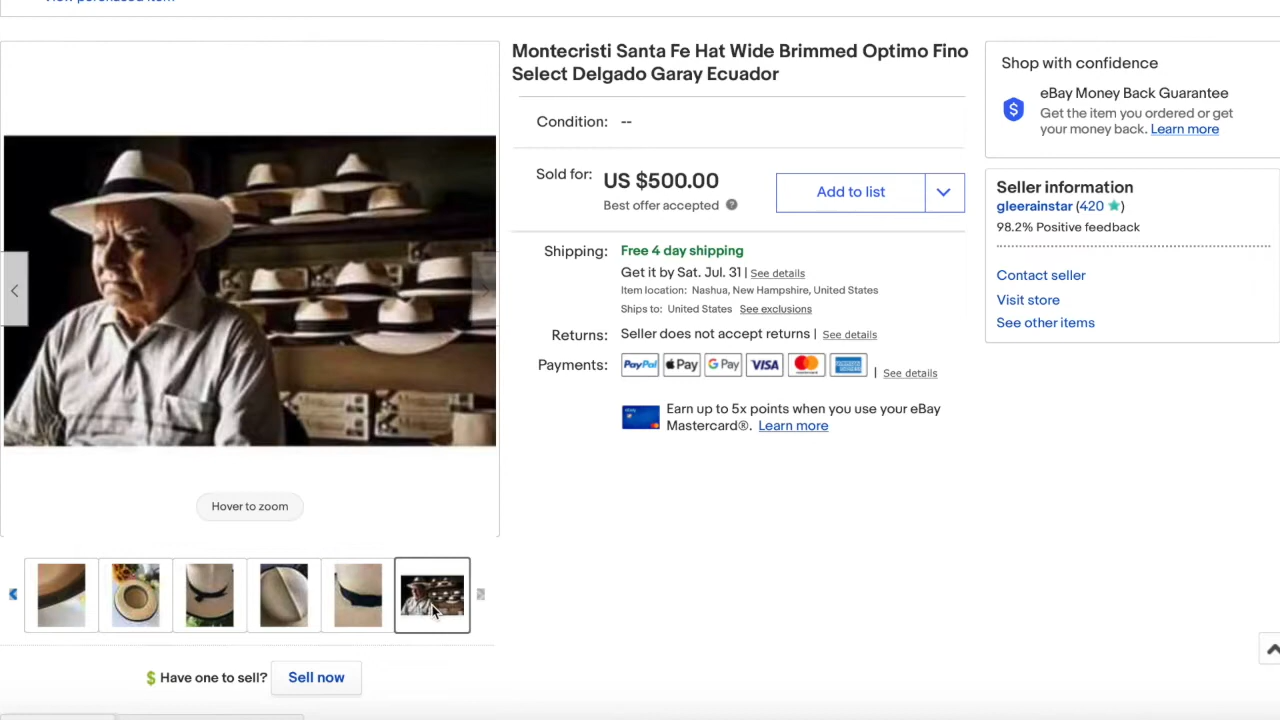 Montecristi Santa Fe Hat Wide Brimmed Optimo Fino
Select Delgado Garay Ecuador
Condition: --
Sold for: US $500.00
Best offer accepted ?
Add to list
Shipping: Free 4 day shipping
Get it by Sat. Jul. 31 | See details
Item location: Nashua, New Hampshire, United States
Ships to: United States See exclusions
Returns: Seller does not accept returns | See details
Payments: PayPal Apple Pay G Pay VISA | See details
Earn up to 5x points when you use your eBay
Mastercard®. Learn more
Shop with confidence
eBay Money Back Guarantee
Get the item you ordered or get
your money back. Learn more
Seller information
gleerainstar (420)
98.2% Positive feedback
Contact seller
Visit store
See other items
Hover to zoom
$ Have one to sell? Sell now